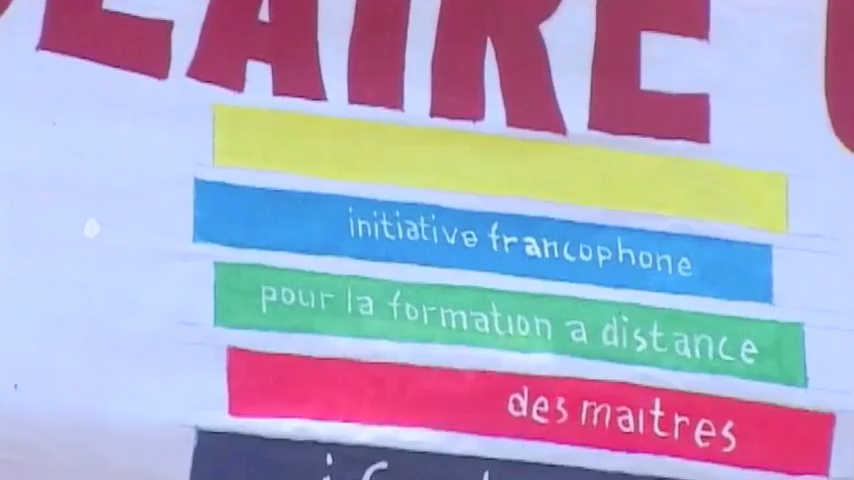 LAIRE
initiative francophone
pour la formation a distance
des maitres